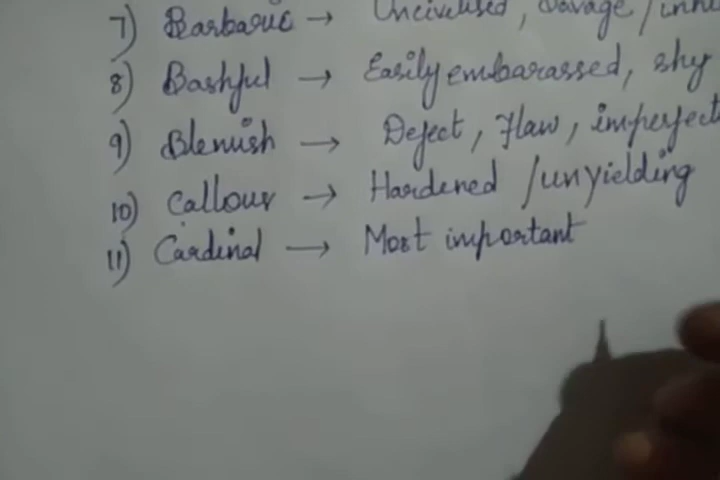 7) Barbaric → Uncivilised, Savage /
8) Bashful → Easily embarassed, shy
9) Blemish → Defect, Flaw, imperfect
10) Callour → Hardened /unyielding
11) Cardinal → Most important